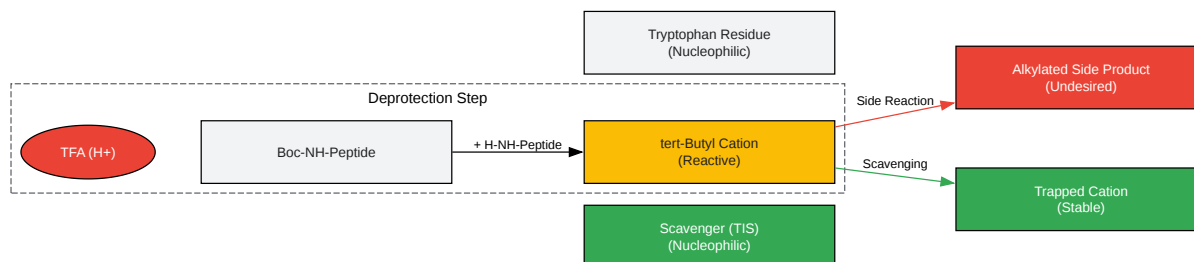 Tryptophan Residue
(Nucleophilic)
Alkylated Side Product
(Undesired)
Deprotection Step
Side Reaction
TFA (H+)
Boc-NH-Peptide
+ H-NH-Peptide
tert-Butyl Cation
(Reactive)
Scavenging
Trapped Cation
(Stable)
Scavenger (TIS)
(Nucleophilic)